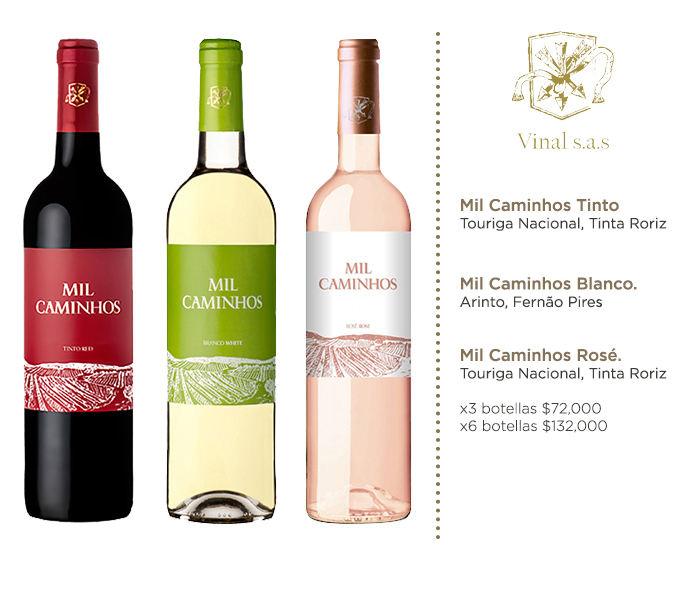 MIL
CAMINHOS
TINTO RED
MIL
CAMINHOS
BRANCO WHITE
MIL
CAMINHOS
ROSÉ ROSE
Vinal s.a.s
Mil Caminhos Tinto
Touriga Nacional, Tinta Roriz
Mil Caminhos Blanco.
Arinto, Fernão Pires
Mil Caminhos Rosé.
Touriga Nacional, Tinta Roriz
x3 botellas $72,000
x6 botellas $132,000